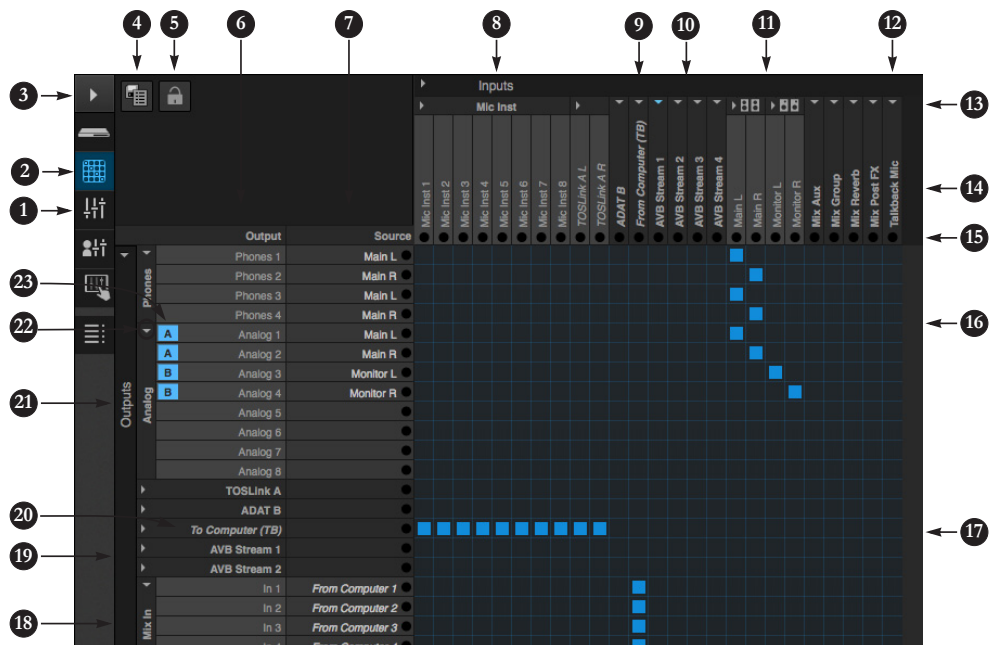 4 5 6 7 8 9 10 11 12
3
Inputs
Mic Inst
13
2
1
Mic Inst 1
Mic Inst 2
Mic Inst 3
Mic Inst 4
Mic Inst 5
Mic Inst 6
Mic Inst 7
Mic Inst 8
TOSLink A L
TOSLink A R
ADAT B
From Computer (TB)
AVB Stream 1
AVB Stream 2
AVB Stream 3
AVB Stream 4
Main L
Main R
Monitor L
Monitor R
Mix Aux
Mix Group
Mix Reverb
Mix Post FX
Talkback Mic
14
Output Source
15
Outputs
Phones
Phones 1 Main L
Phones 2 Main R
23
Phones 3 Main L
Phones 4 Main R
22
16
Analog
A Analog 1 Main L
A Analog 2 Main R
B Analog 3 Monitor L
B Analog 4 Monitor R
21
Analog 5
Analog 6
Analog 7
Analog 8
TOSLink A
ADAT B
20
To Computer (TB)
17
19
AVB Stream 1
AVB Stream 2
Mix In
In 1 From Computer 1
In 2 From Computer 2
18
In 3 From Computer 3